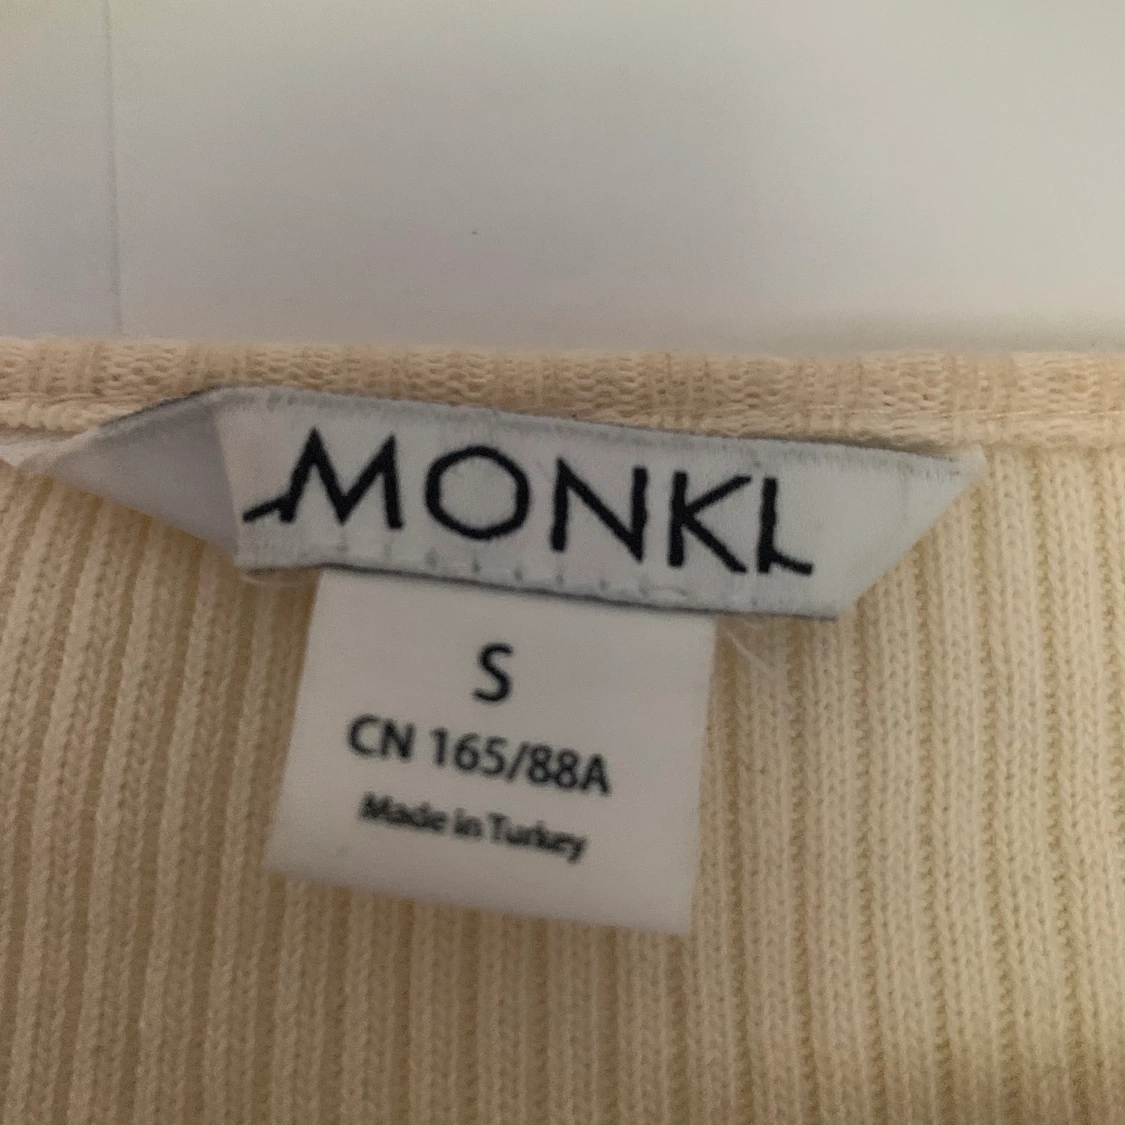 MONKI
S
CN 165/88A
Made in Turkey